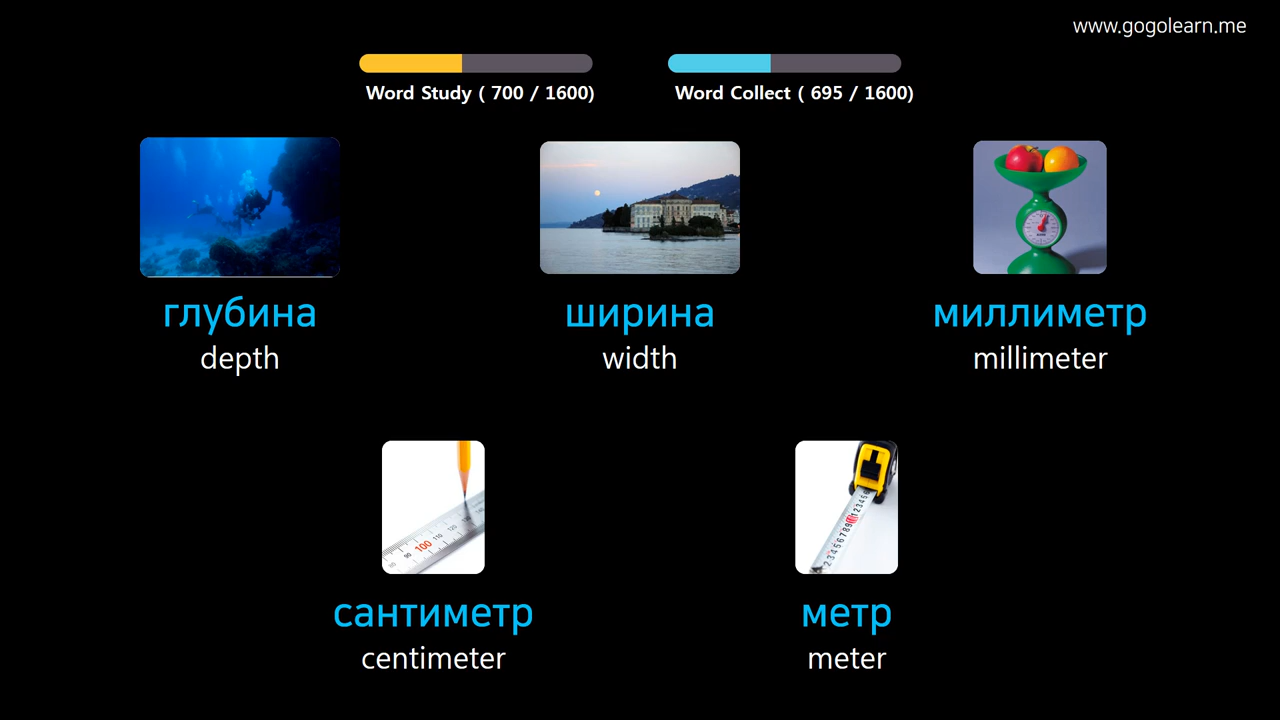 www.gogolearn.me
Word Study ( 700 / 1600)
Word Collect ( 695 / 1600)
глубина
depth
ширина
width
миллиметр
millimeter
100
сантиметр
centimeter
метр
meter